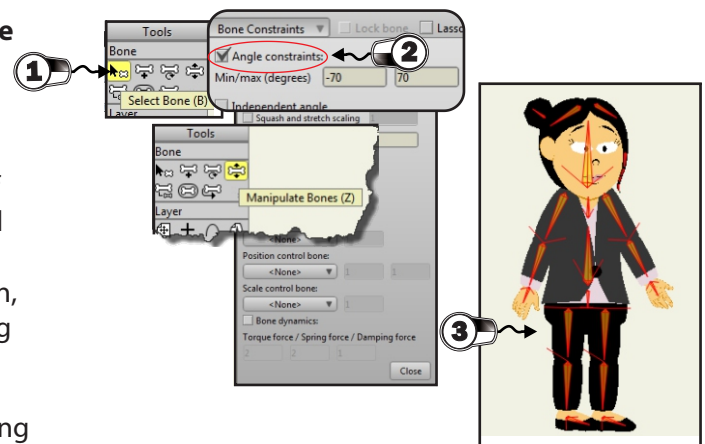 e
Tools
Bone
Select Bone (B)
Layer
1
Bone Constraints
Lock bone
Lasso
Angle constraints:
2
Min/max (degrees)
-70
70
Independent angle
Squash and stretch scaling
1
Tools
Bone
Manipulate Bones (Z)
Layer
<None>
Position control bone:
<None>
1
1
Scale control bone:
<None>
1
Bone dynamics:
Torque force / Spring force / Damping force
2
2
1
Close
3
g
ng